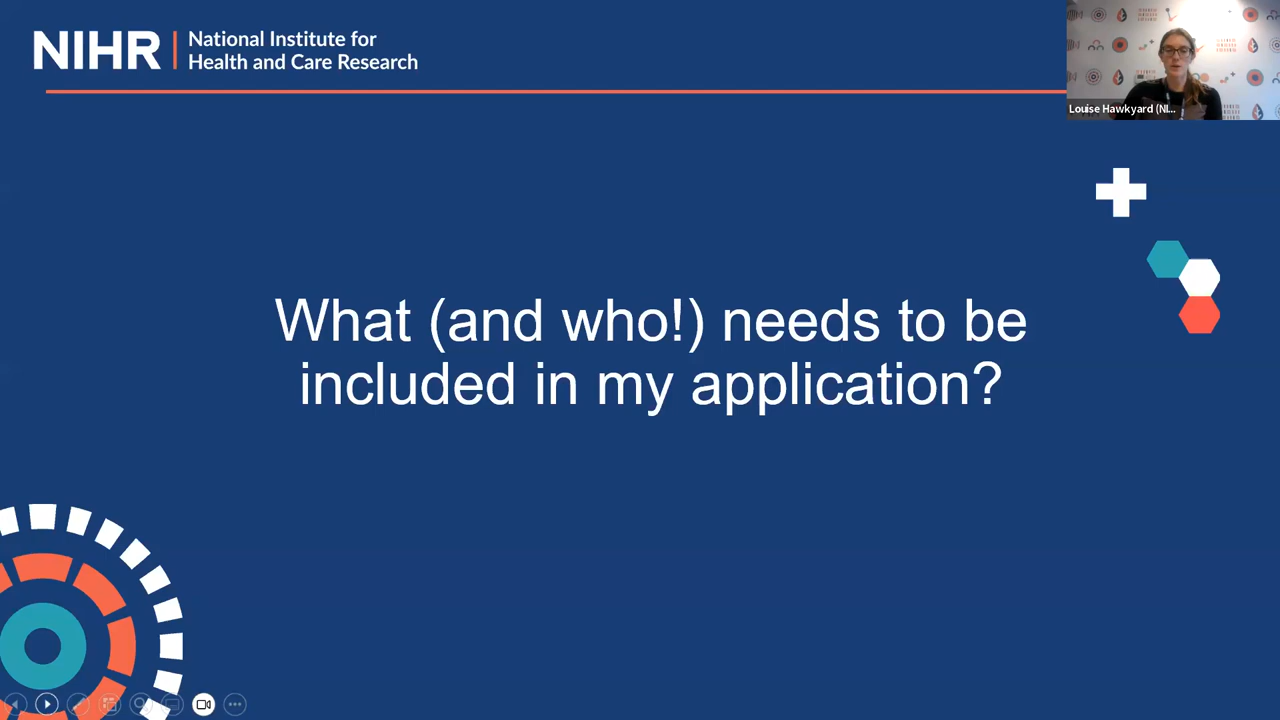 NIHR
National Institute for
Health and Care Research
Louise Hawkyard (NI...
What (and who!) needs to be
included in my application?